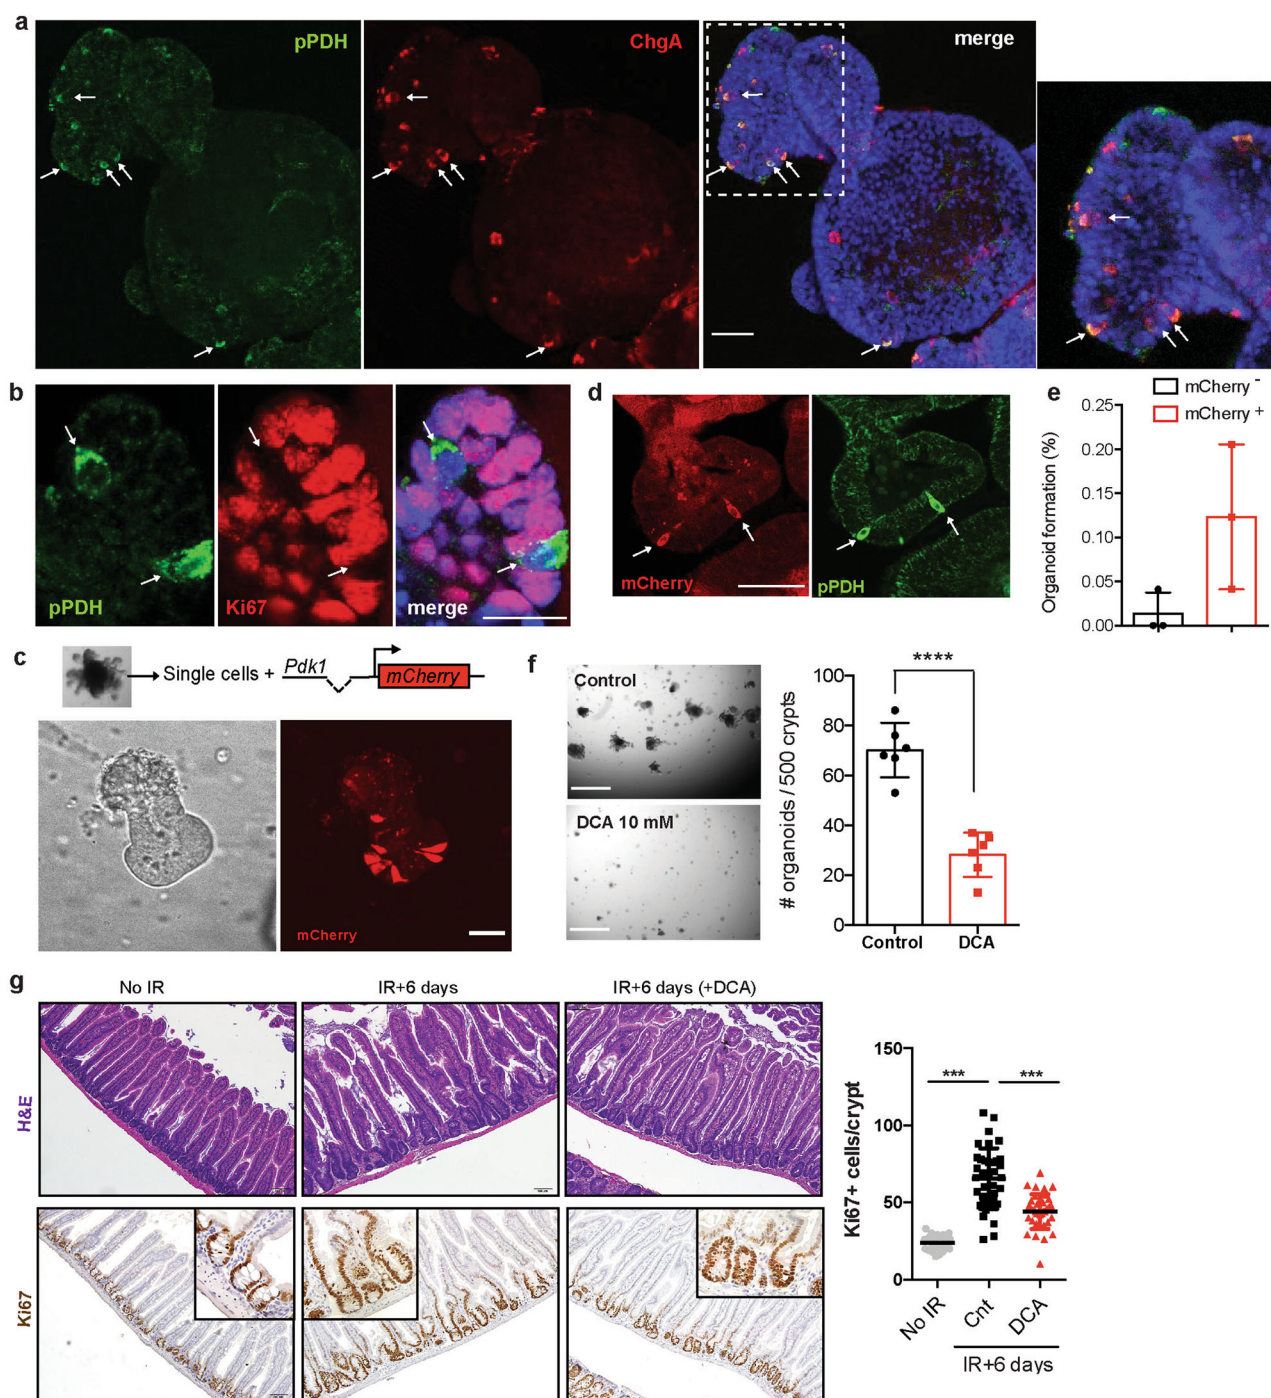 a
pPDH
ChgA
merge
b
pPDH
Ki67
merge
d
mCherry
pPDH
e
mCherry -
mCherry +
Organoid formation (%)
0.25
0.20
0.15
0.10
0.05
0.00
c
Single cells +
Pdk1
mCherry
mCherry
f
Control
DCA 10 mM
****
# organoids / 500 crypts
100
80
60
40
20
0
Control
DCA
g
No IR
IR+6 days
IR+6 days (+DCA)
H&E
Ki67
Ki67+ cells/crypt
150
100
50
0
***
***
No IR
Cnt
DCA
IR+6 days